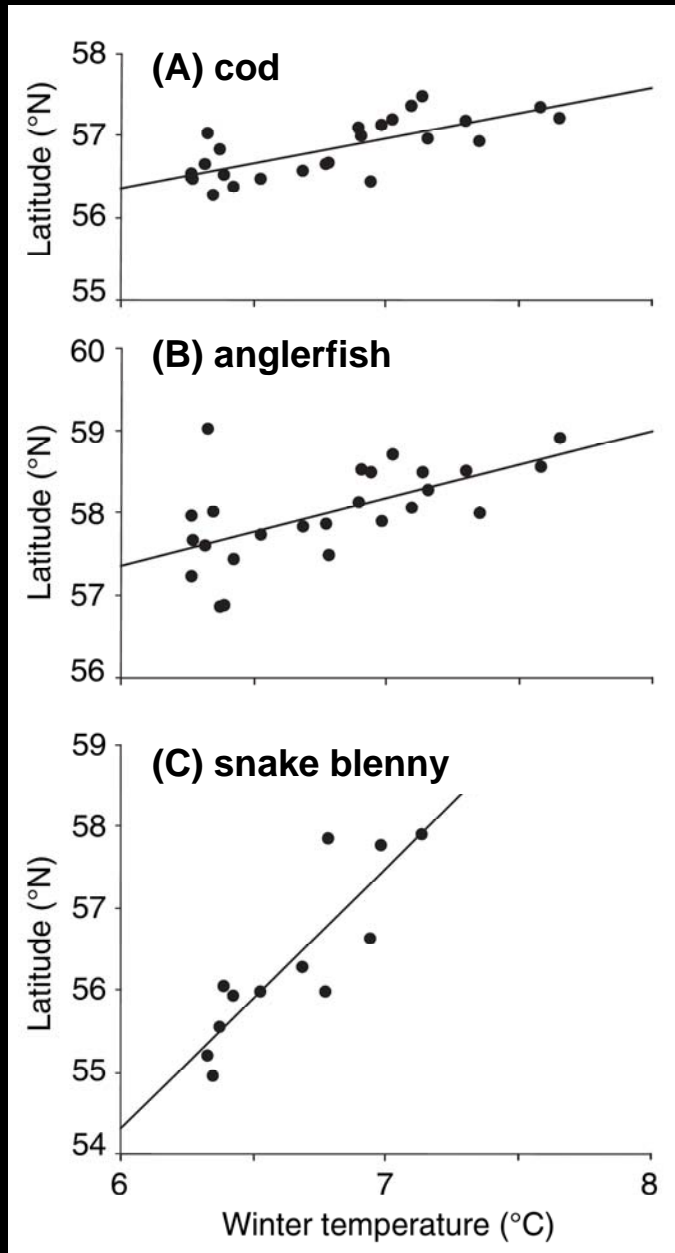 (A) cod
58
57
56
55
Latitude (°N)
(B) anglerfish
60
59
58
57
56
Latitude (°N)
(C) snake blenny
59
58
57
56
55
54
Latitude (°N)
6 7 8
Winter temperature (°C)